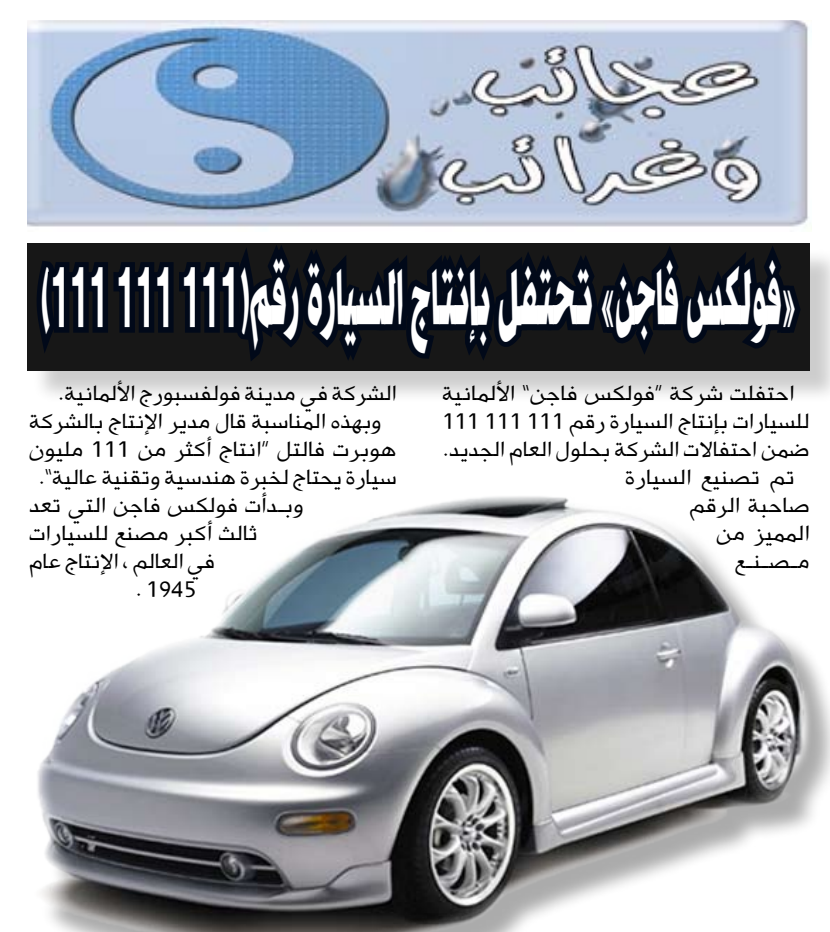 عجائب
وغرائب
«فولكس فاجن» تحتفل بإنتاج السيارة رقم(111 111 111)
احتفلت شركة "فولكس فاجن" الألمانية
للسيارات بإنتاج السيارة رقم 111 111 111
ضمن احتفالات الشركة بحلول العام الجديد.
تم تصنيع السيارة
صاحبة الرقم
المميز من
مـصـنـع
الشركة في مدينة فولفسبورج الألمانية.
وبهذه المناسبة قال مدير الإنتاج بالشركة
هوبرت فالتل "انتاج أكثر من 111 مليون
سيارة يحتاج لخبرة هندسية وتقنية عالية".
وبـدأت فولكس فاجن التي تعد
ثالث أكبر مصنع للسيارات
في العالم ، الإنتاج عام
1945 .